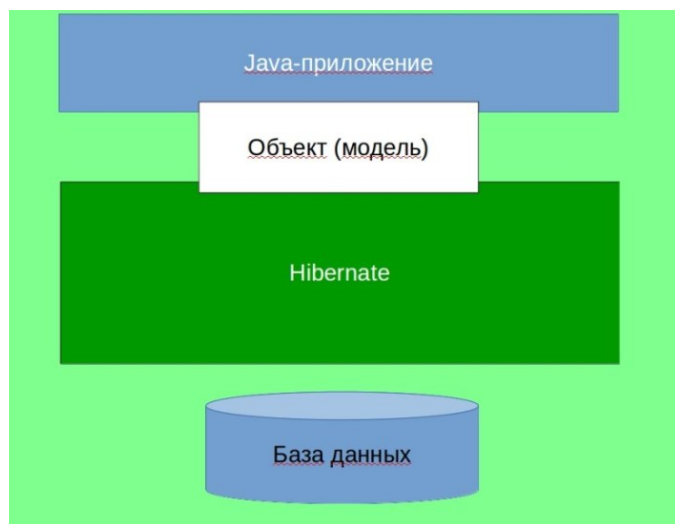 Java-приложение
Объект (модель)
Hibernate
База данных